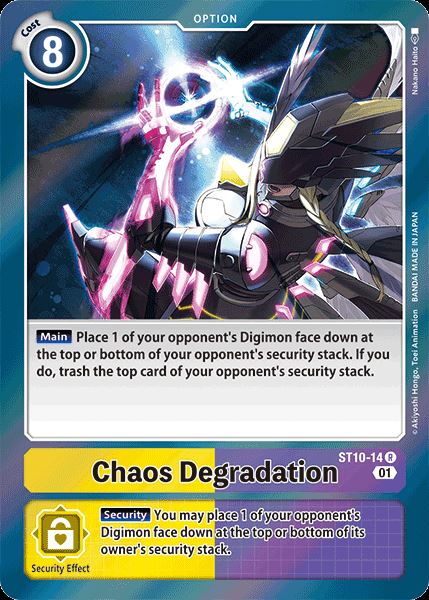 OPTION
Cost
8
Nakano Haito
Main Place 1 of your opponent's Digimon face down at
the top or bottom of your opponent's security stack. If you
do, trash the top card of your opponent's security stack.
©Akiyoshi Hongo, Toei Animation BANDAI MADE IN JAPAN
ST10-14 R
Chaos Degradation
01
Security You may place 1 of your opponent's
Digimon face down at the top or bottom of its
owner's security stack.
Security Effect